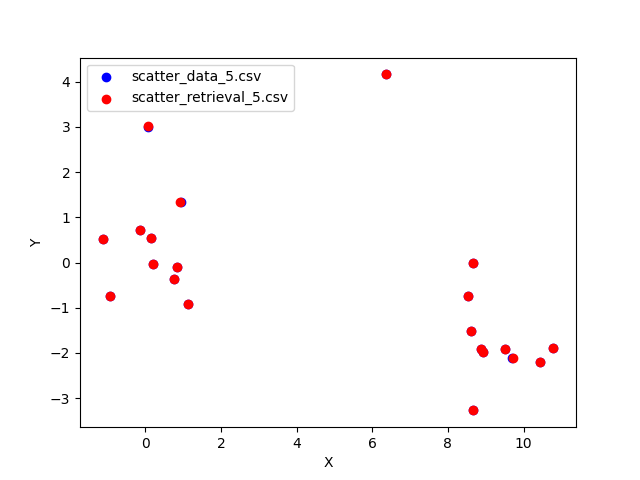 scatter_data_5.csv
scatter_retrieval_5.csv
4
3
2
1
0
−1
−2
−3
Y
0 2 4 6 8 10
X